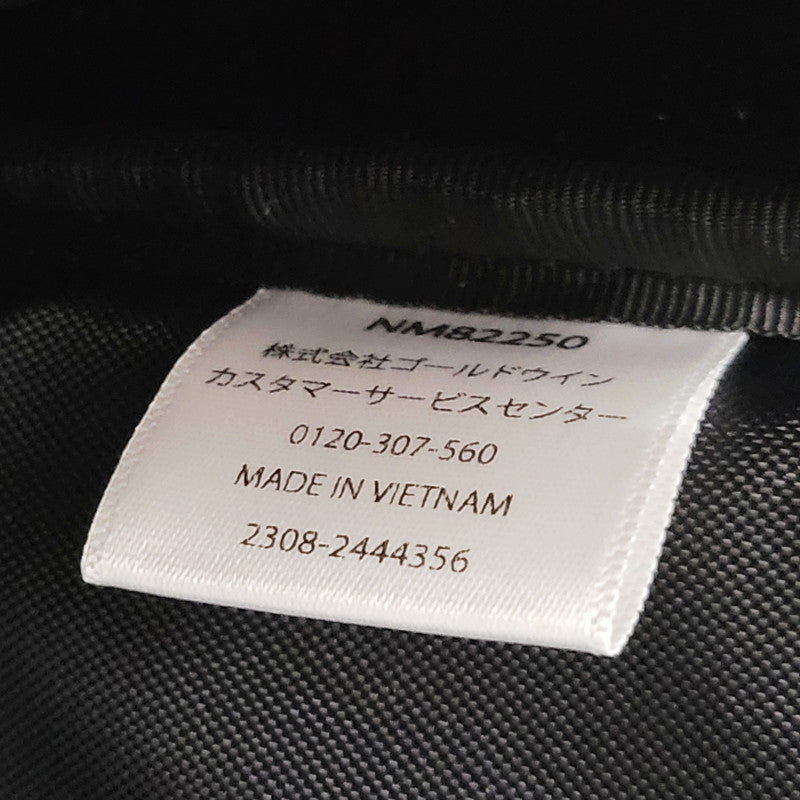 NM82250
株式会社ゴールドウイン
カスタマーサービスセンター
0120-307-560
MADE IN VIETNAM
2308-2444356